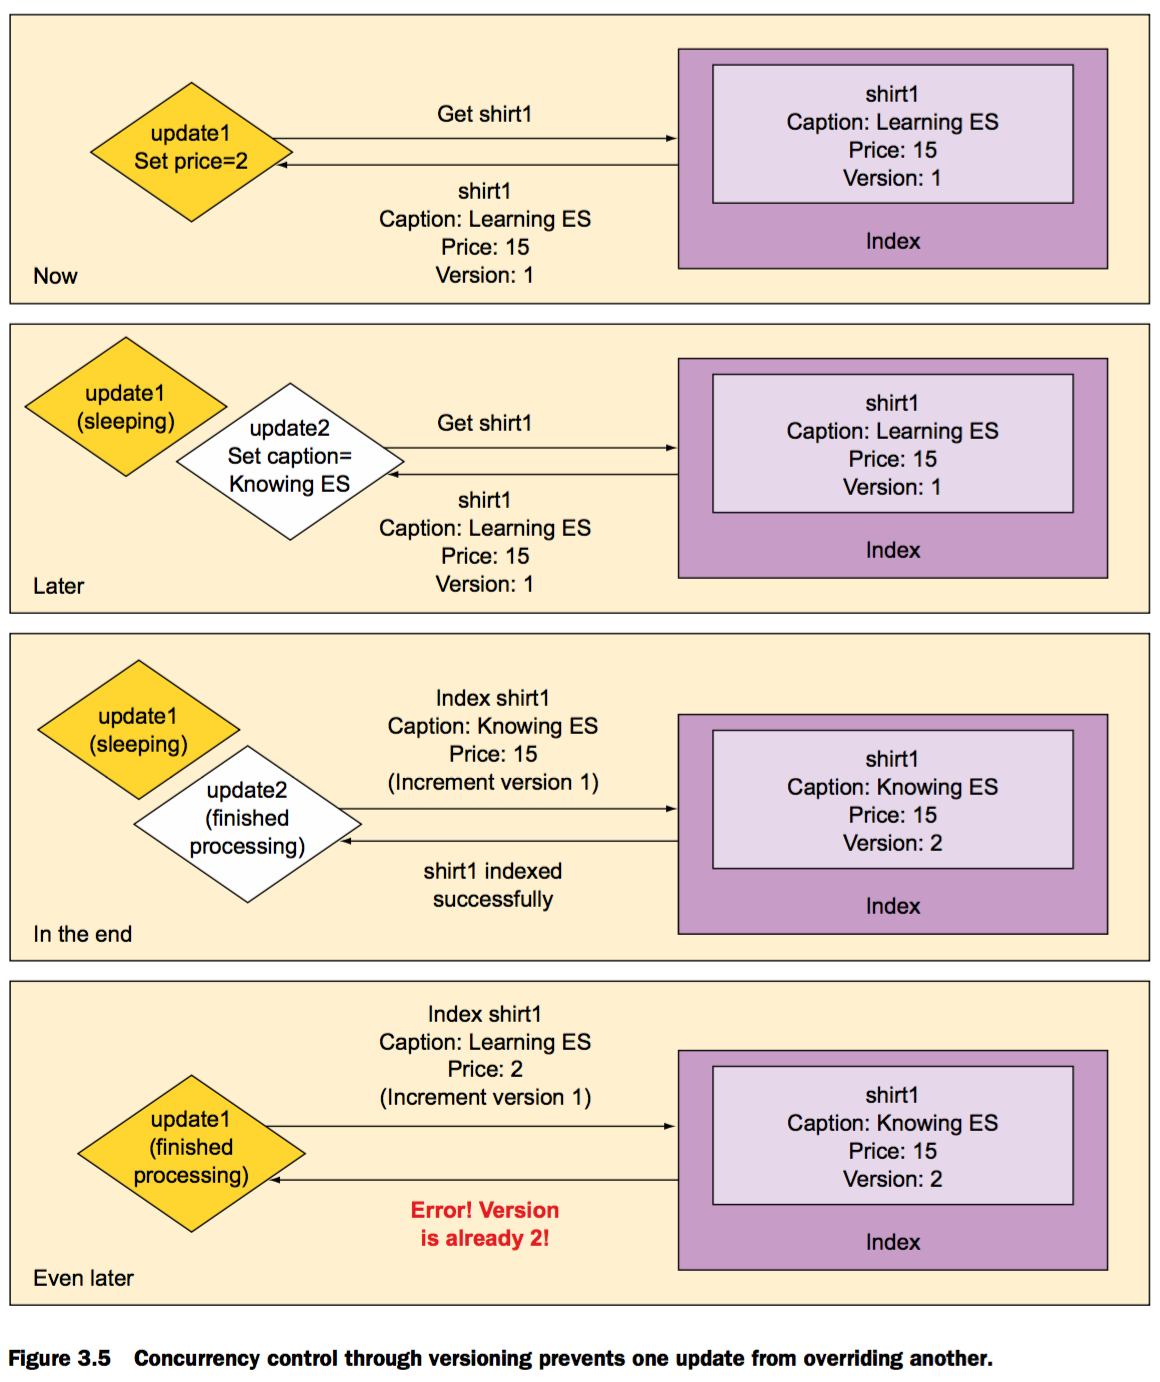 update1
Set price=2
Get shirt1
shirt1
Caption: Learning ES
Price: 15
Version: 1
shirt1
Caption: Learning ES
Price: 15
Version: 1
Index
Now
update1
(sleeping)
update2
Set caption=
Knowing ES
Get shirt1
shirt1
Caption: Learning ES
Price: 15
Version: 1
shirt1
Caption: Learning ES
Price: 15
Version: 1
Index
Later
update1
(sleeping)
update2
(finished
processing)
Index shirt1
Caption: Knowing ES
Price: 15
(Increment version 1)
shirt1 indexed
successfully
shirt1
Caption: Knowing ES
Price: 15
Version: 2
Index
In the end
update1
(finished
processing)
Index shirt1
Caption: Learning ES
Price: 2
(Increment version 1)
Error! Version
is already 2!
shirt1
Caption: Knowing ES
Price: 15
Version: 2
Index
Even later
Figure 3.5 Concurrency control through versioning prevents one update from overriding another.